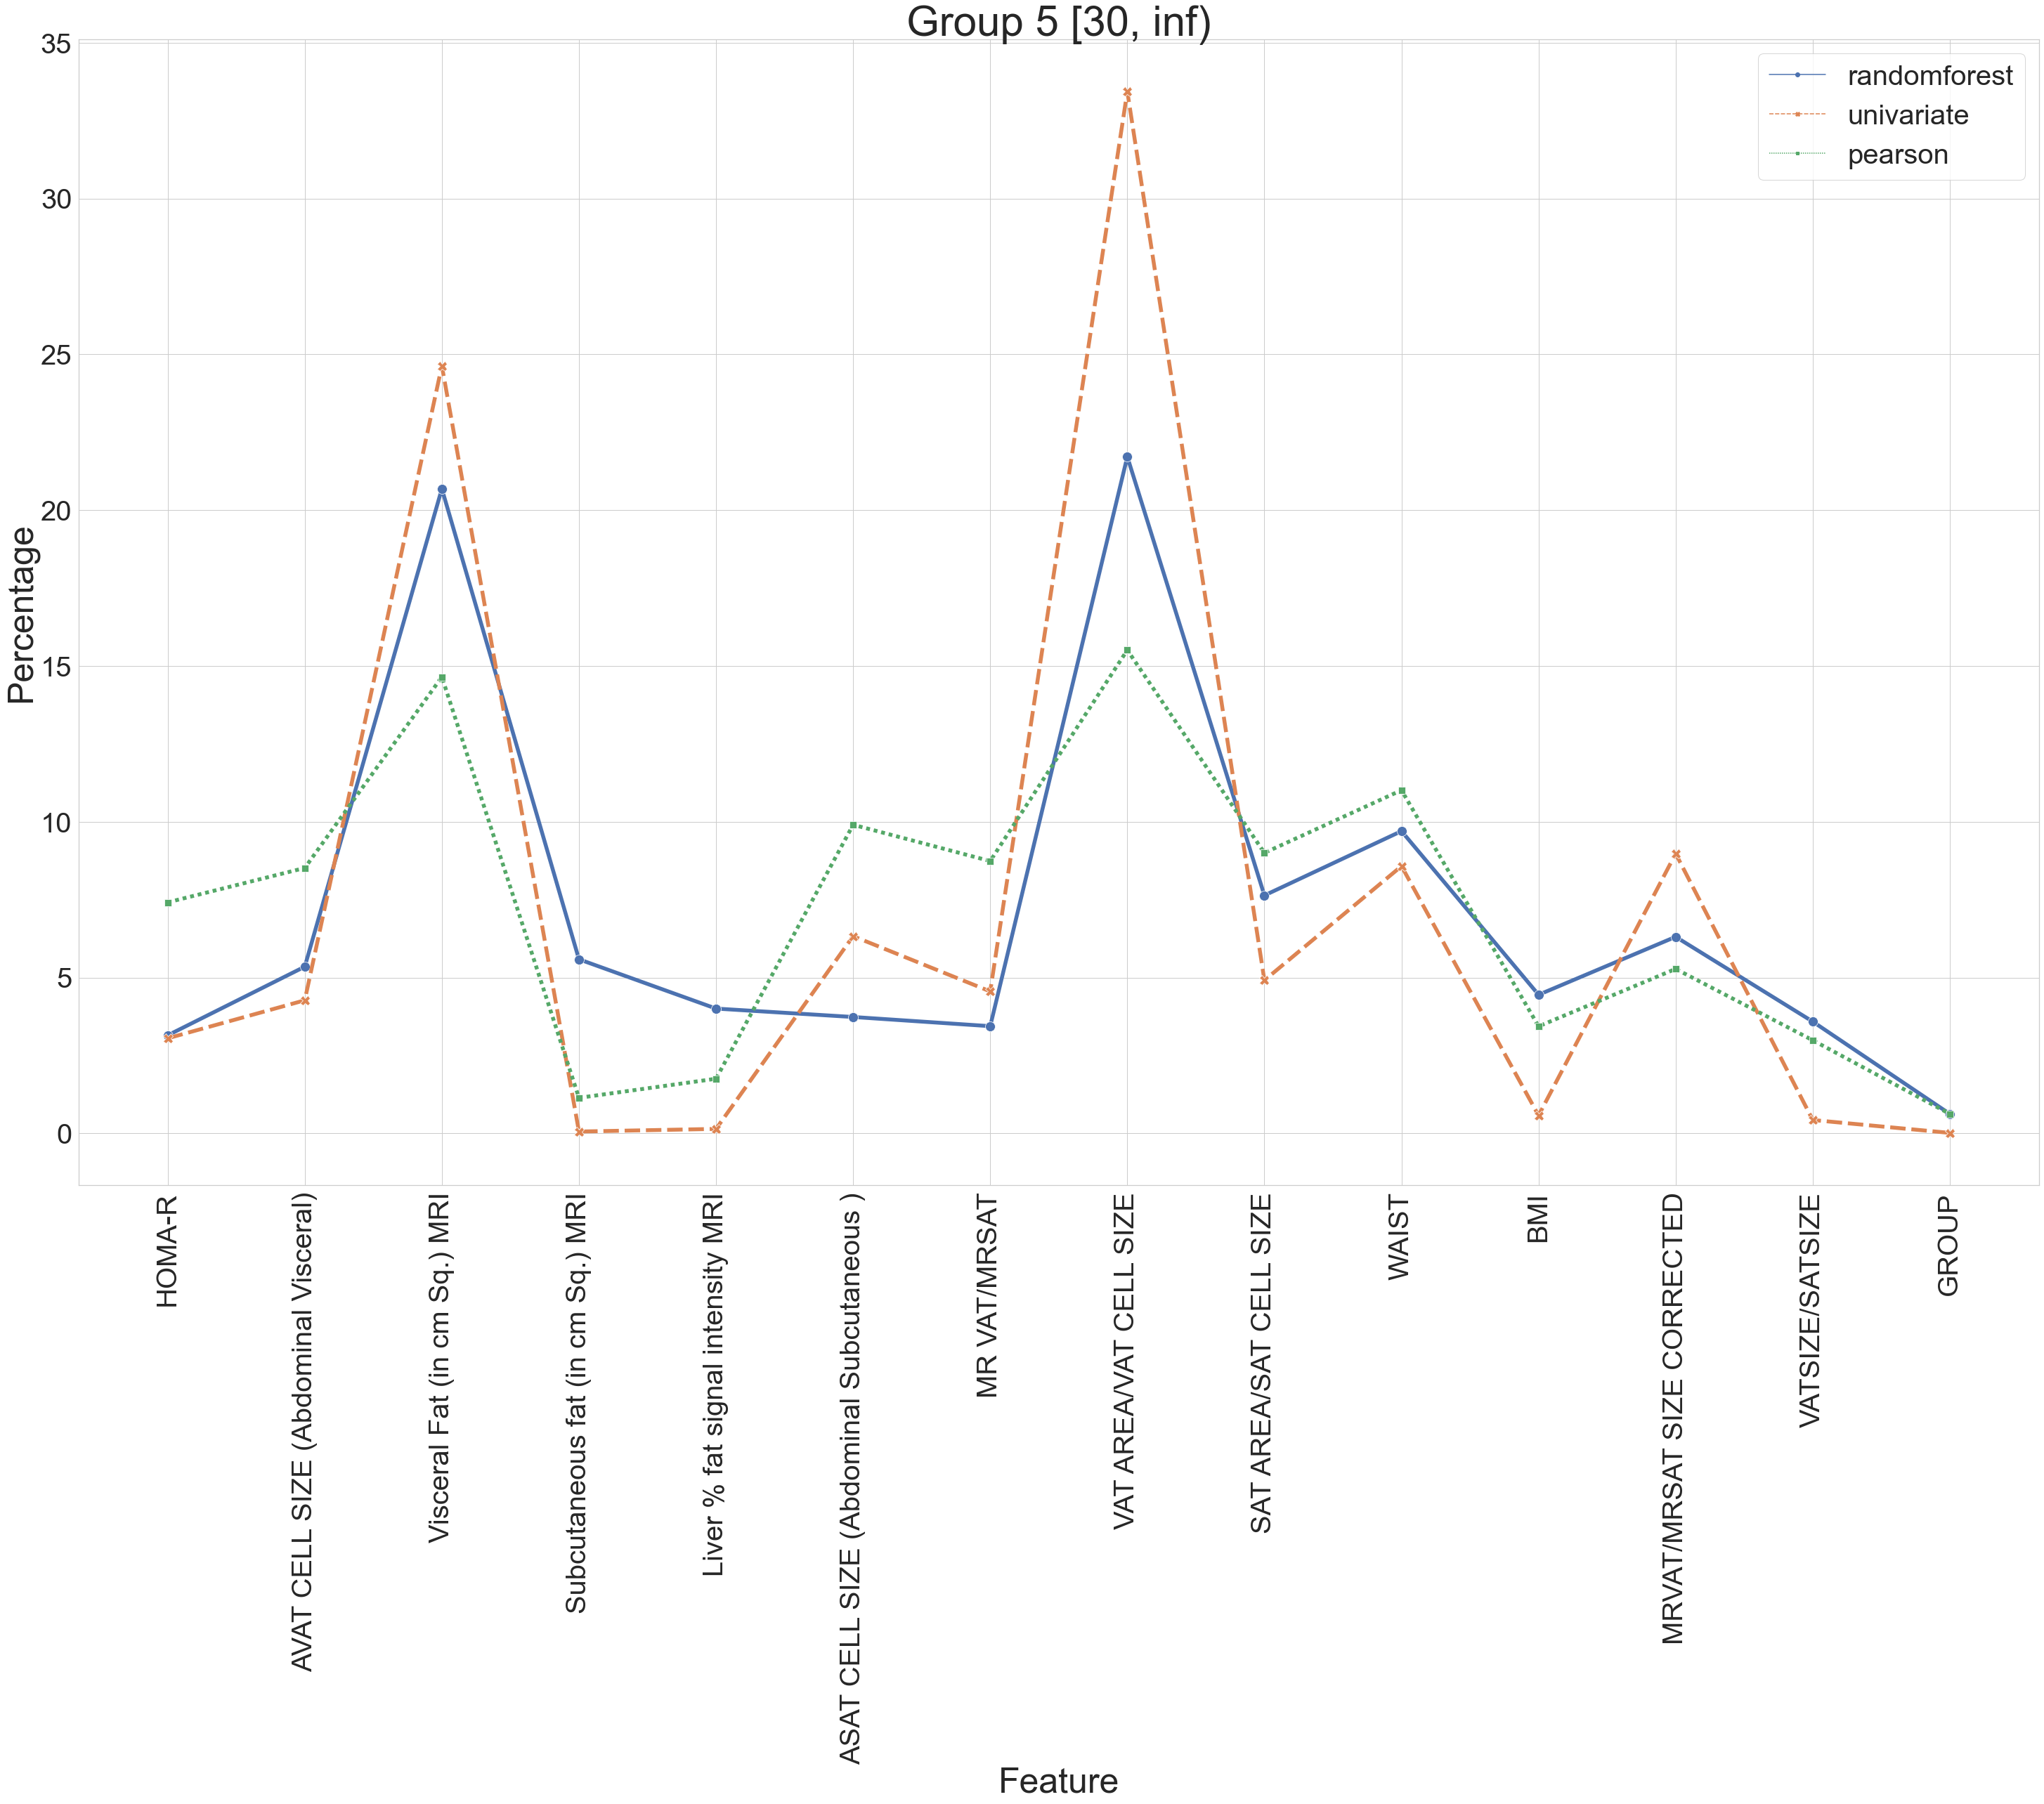 Group 5 [30, inf)
randomforest
univariate
pearson
35
30
25
20
15
10
5
0
Percentage
HOMA-R
AVAT CELL SIZE (Abdominal Visceral)
Visceral Fat (in cm Sq.) MRI
Subcutaneous fat (in cm Sq.) MRI
Liver % fat signal intensity MRI
ASAT CELL SIZE (Abdominal Subcutaneous )
MR VAT/MRSAT
VAT AREA/VAT CELL SIZE
SAT AREA/SAT CELL SIZE
WAIST
BMI
MRVAT/MRSAT SIZE CORRECTED
VATSIZE/SATSIZE
GROUP
Feature